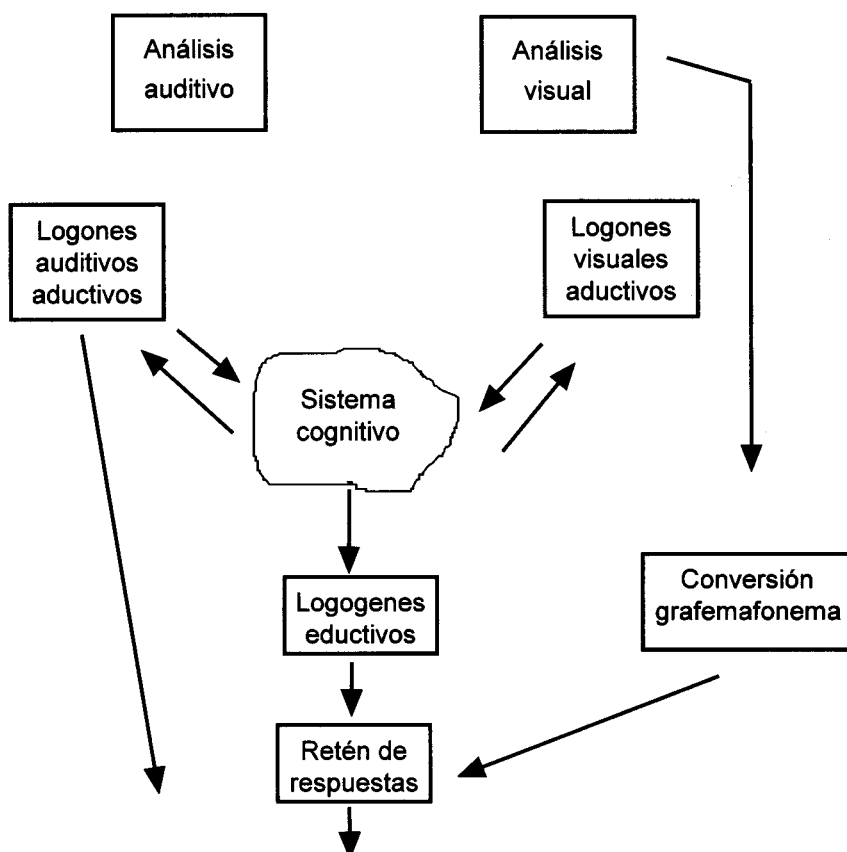 Análisis
auditivo
Análisis
visual
Logones
auditivos
aductivos
Logones
visuales
aductivos
Sistema
cognitivo
Logogenes
eductivos
Conversión
grafemafonema
Retén de
respuestas